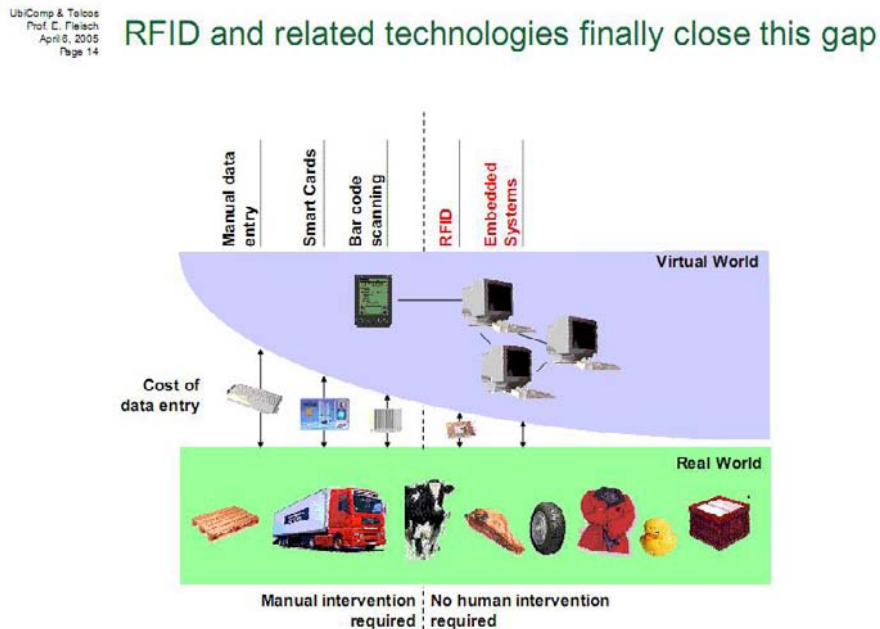 UbiComp & Telcos
Prof. E. Fleisch
April 8, 2005
Page 14
RFID and related technologies finally close this gap
Manual data
entry
Smart Cards
Bar code
scanning
RFID
Embedded
Systems
Virtual World
Cost of
data entry
Real World
Manual intervention
required
No human intervention
required